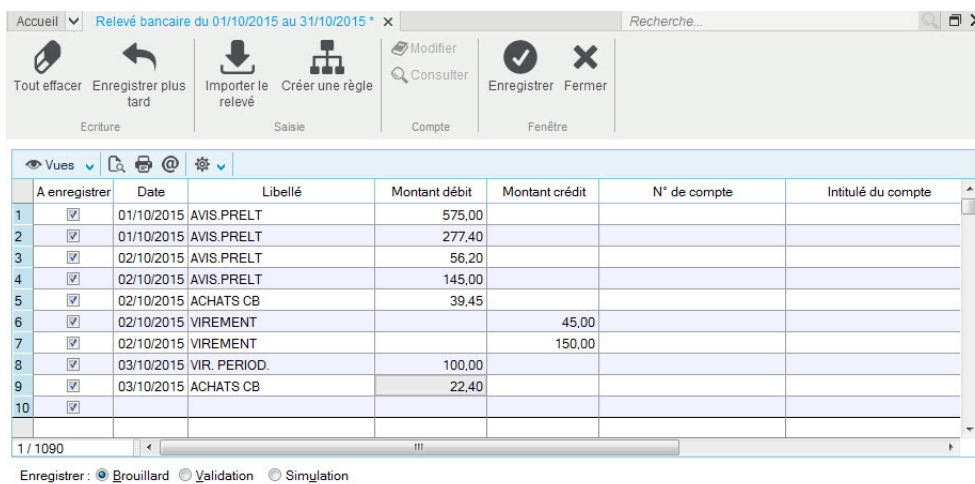 Accueil Relevé bancaire du 01/10/2015 au 31/10/2015 * x Recherche...
Tout effacer Enregistrer plus tard Importer le relevé Créer une règle Modifier Consulter Enregistrer Fermer
Ecriture Saisie Compte Fenêtre
Vues @
A enregistrer Date Libellé Montant débit Montant crédit N° de compte Intitulé du compte
1 01/10/2015 AVIS.PRELT 575,00
2 01/10/2015 AVIS.PRELT 277,40
3 02/10/2015 AVIS.PRELT 56,20
4 02/10/2015 AVIS.PRELT 145,00
5 02/10/2015 ACHATS CB 39,45
6 02/10/2015 VIREMENT 45,00
7 02/10/2015 VIREMENT 150,00
8 03/10/2015 VIR. PERIOD. 100,00
9 03/10/2015 ACHATS CB 22,40
10
1 / 1090
Enregistrer : Brouillard Validation Simulation